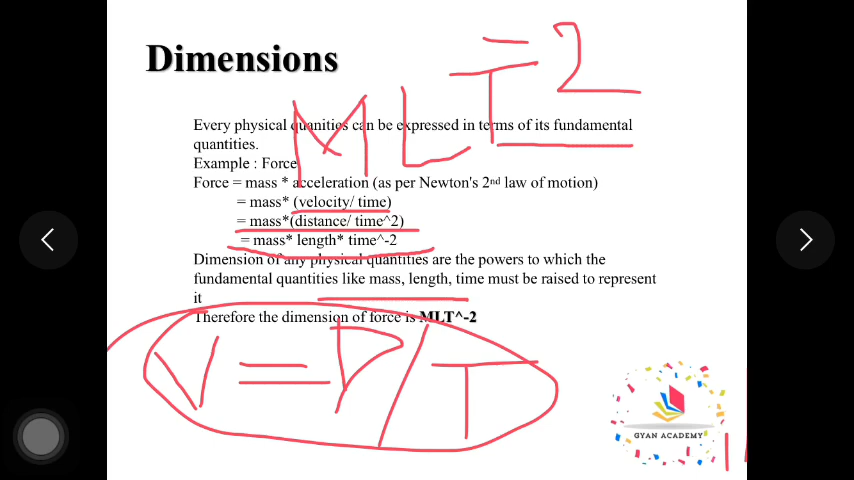 Dimensions
MLT-2
Every physical quanities can be expressed in terms of its fundamental
quantities.
Example : Force
Force = mass * acceleration (as per Newton's 2nd law of motion)
= mass* (velocity/ time)
= mass*(distance/ time^2)
= mass* length* time^-2
Dimension of any physical quantities are the powers to which the
fundamental quantities like mass, length, time must be raised to represent
it
Therefore the dimension of force is MLT^-2
V = D/T
GYAN ACADEMY